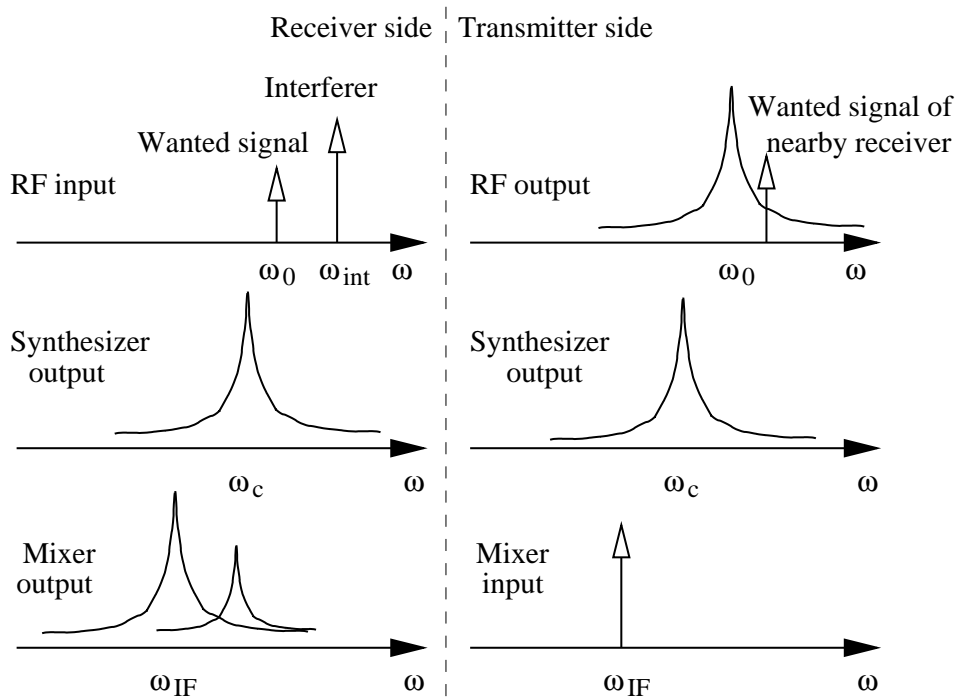 Receiver side
Transmitter side
Interferer
Wanted signal
RF input
ω0
ωint
ω
Wanted signal of
nearby receiver
RF output
ω0
ω
Synthesizer
output
ωc
ω
Synthesizer
output
ωc
ω
Mixer
output
ωIF
ω
Mixer
input
ωIF
ω